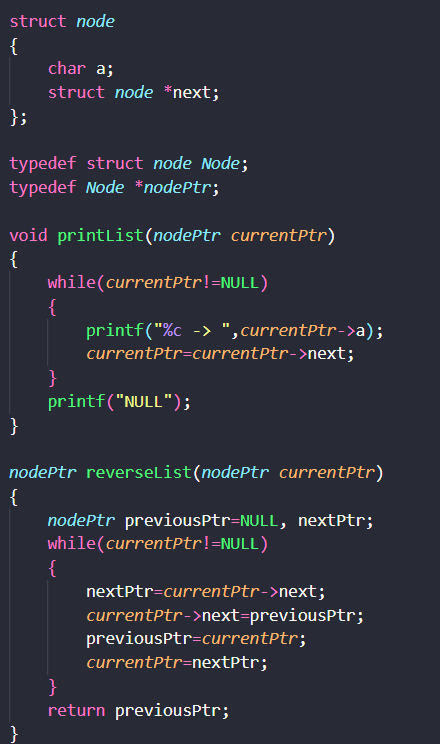 struct node
{
    char a;
    struct node *next;
};

typedef struct node Node;
typedef Node *nodePtr;

void printList(nodePtr currentPtr)
{
    while(currentPtr!=NULL)
    {
        printf("%c -> ",currentPtr->a);
        currentPtr=currentPtr->next;
    }
    printf("NULL");
}

nodePtr reverseList(nodePtr currentPtr)
{
    nodePtr previousPtr=NULL, nextPtr;
    while(currentPtr!=NULL)
    {
        nextPtr=currentPtr->next;
        currentPtr->next=previousPtr;
        previousPtr=currentPtr;
        currentPtr=nextPtr;
    }
    return previousPtr;
}